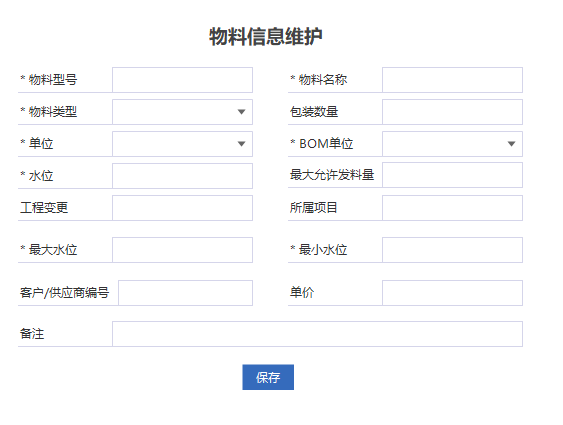 物料信息维护
* 物料型号 * 物料名称
* 物料类型 包装数量
* 单位 * BOM单位
* 水位 最大允许发料量
工程变更 所属项目
* 最大水位 * 最小水位
客户/供应商编号 单价
备注
保存